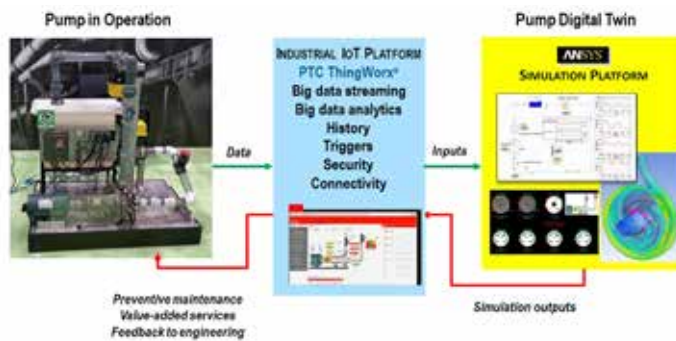 Pump in Operation
Pump Digital Twin
INDUSTRIAL IOT PLATFORM
PTC ThingWorx®
Big data streaming
Big data analytics
History
Triggers
Security
Connectivity
Data
Inputs
ANSYS
SIMULATION PLATFORM
Preventive maintenance
Value-added services
Feedback to engineering
Simulation outputs